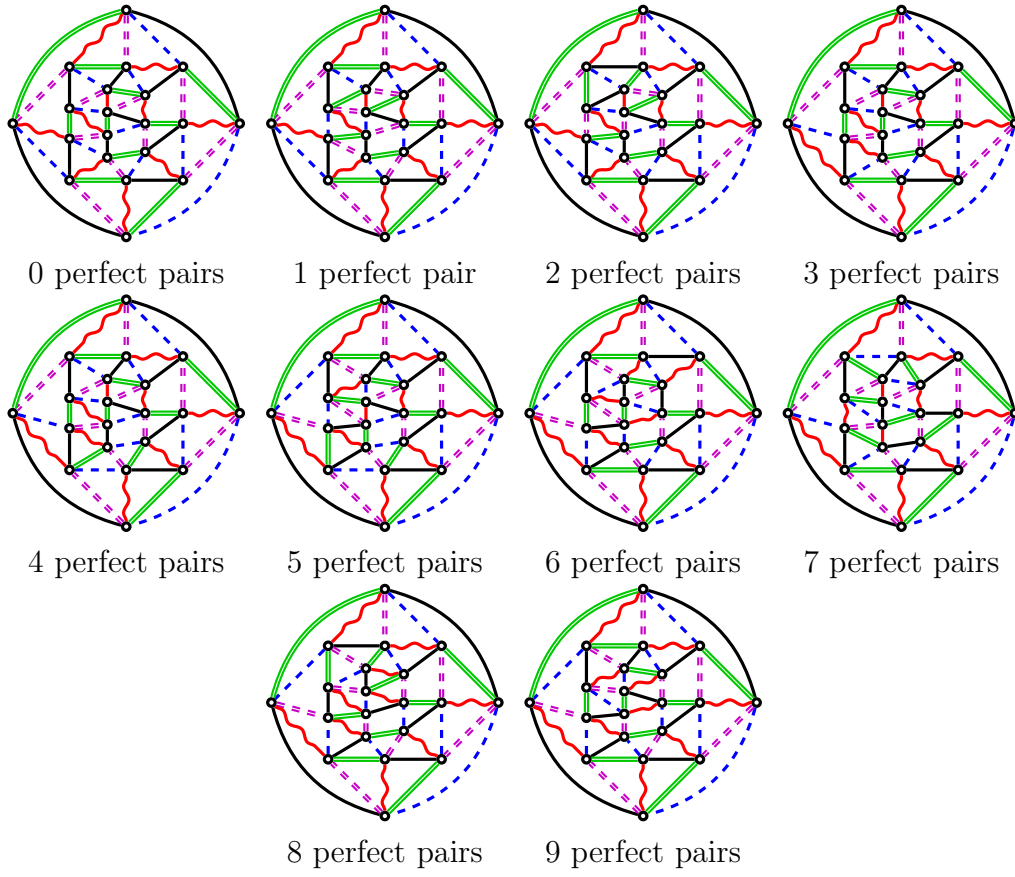 0 perfect pairs
1 perfect pair
2 perfect pairs
3 perfect pairs
4 perfect pairs
5 perfect pairs
6 perfect pairs
7 perfect pairs
8 perfect pairs
9 perfect pairs